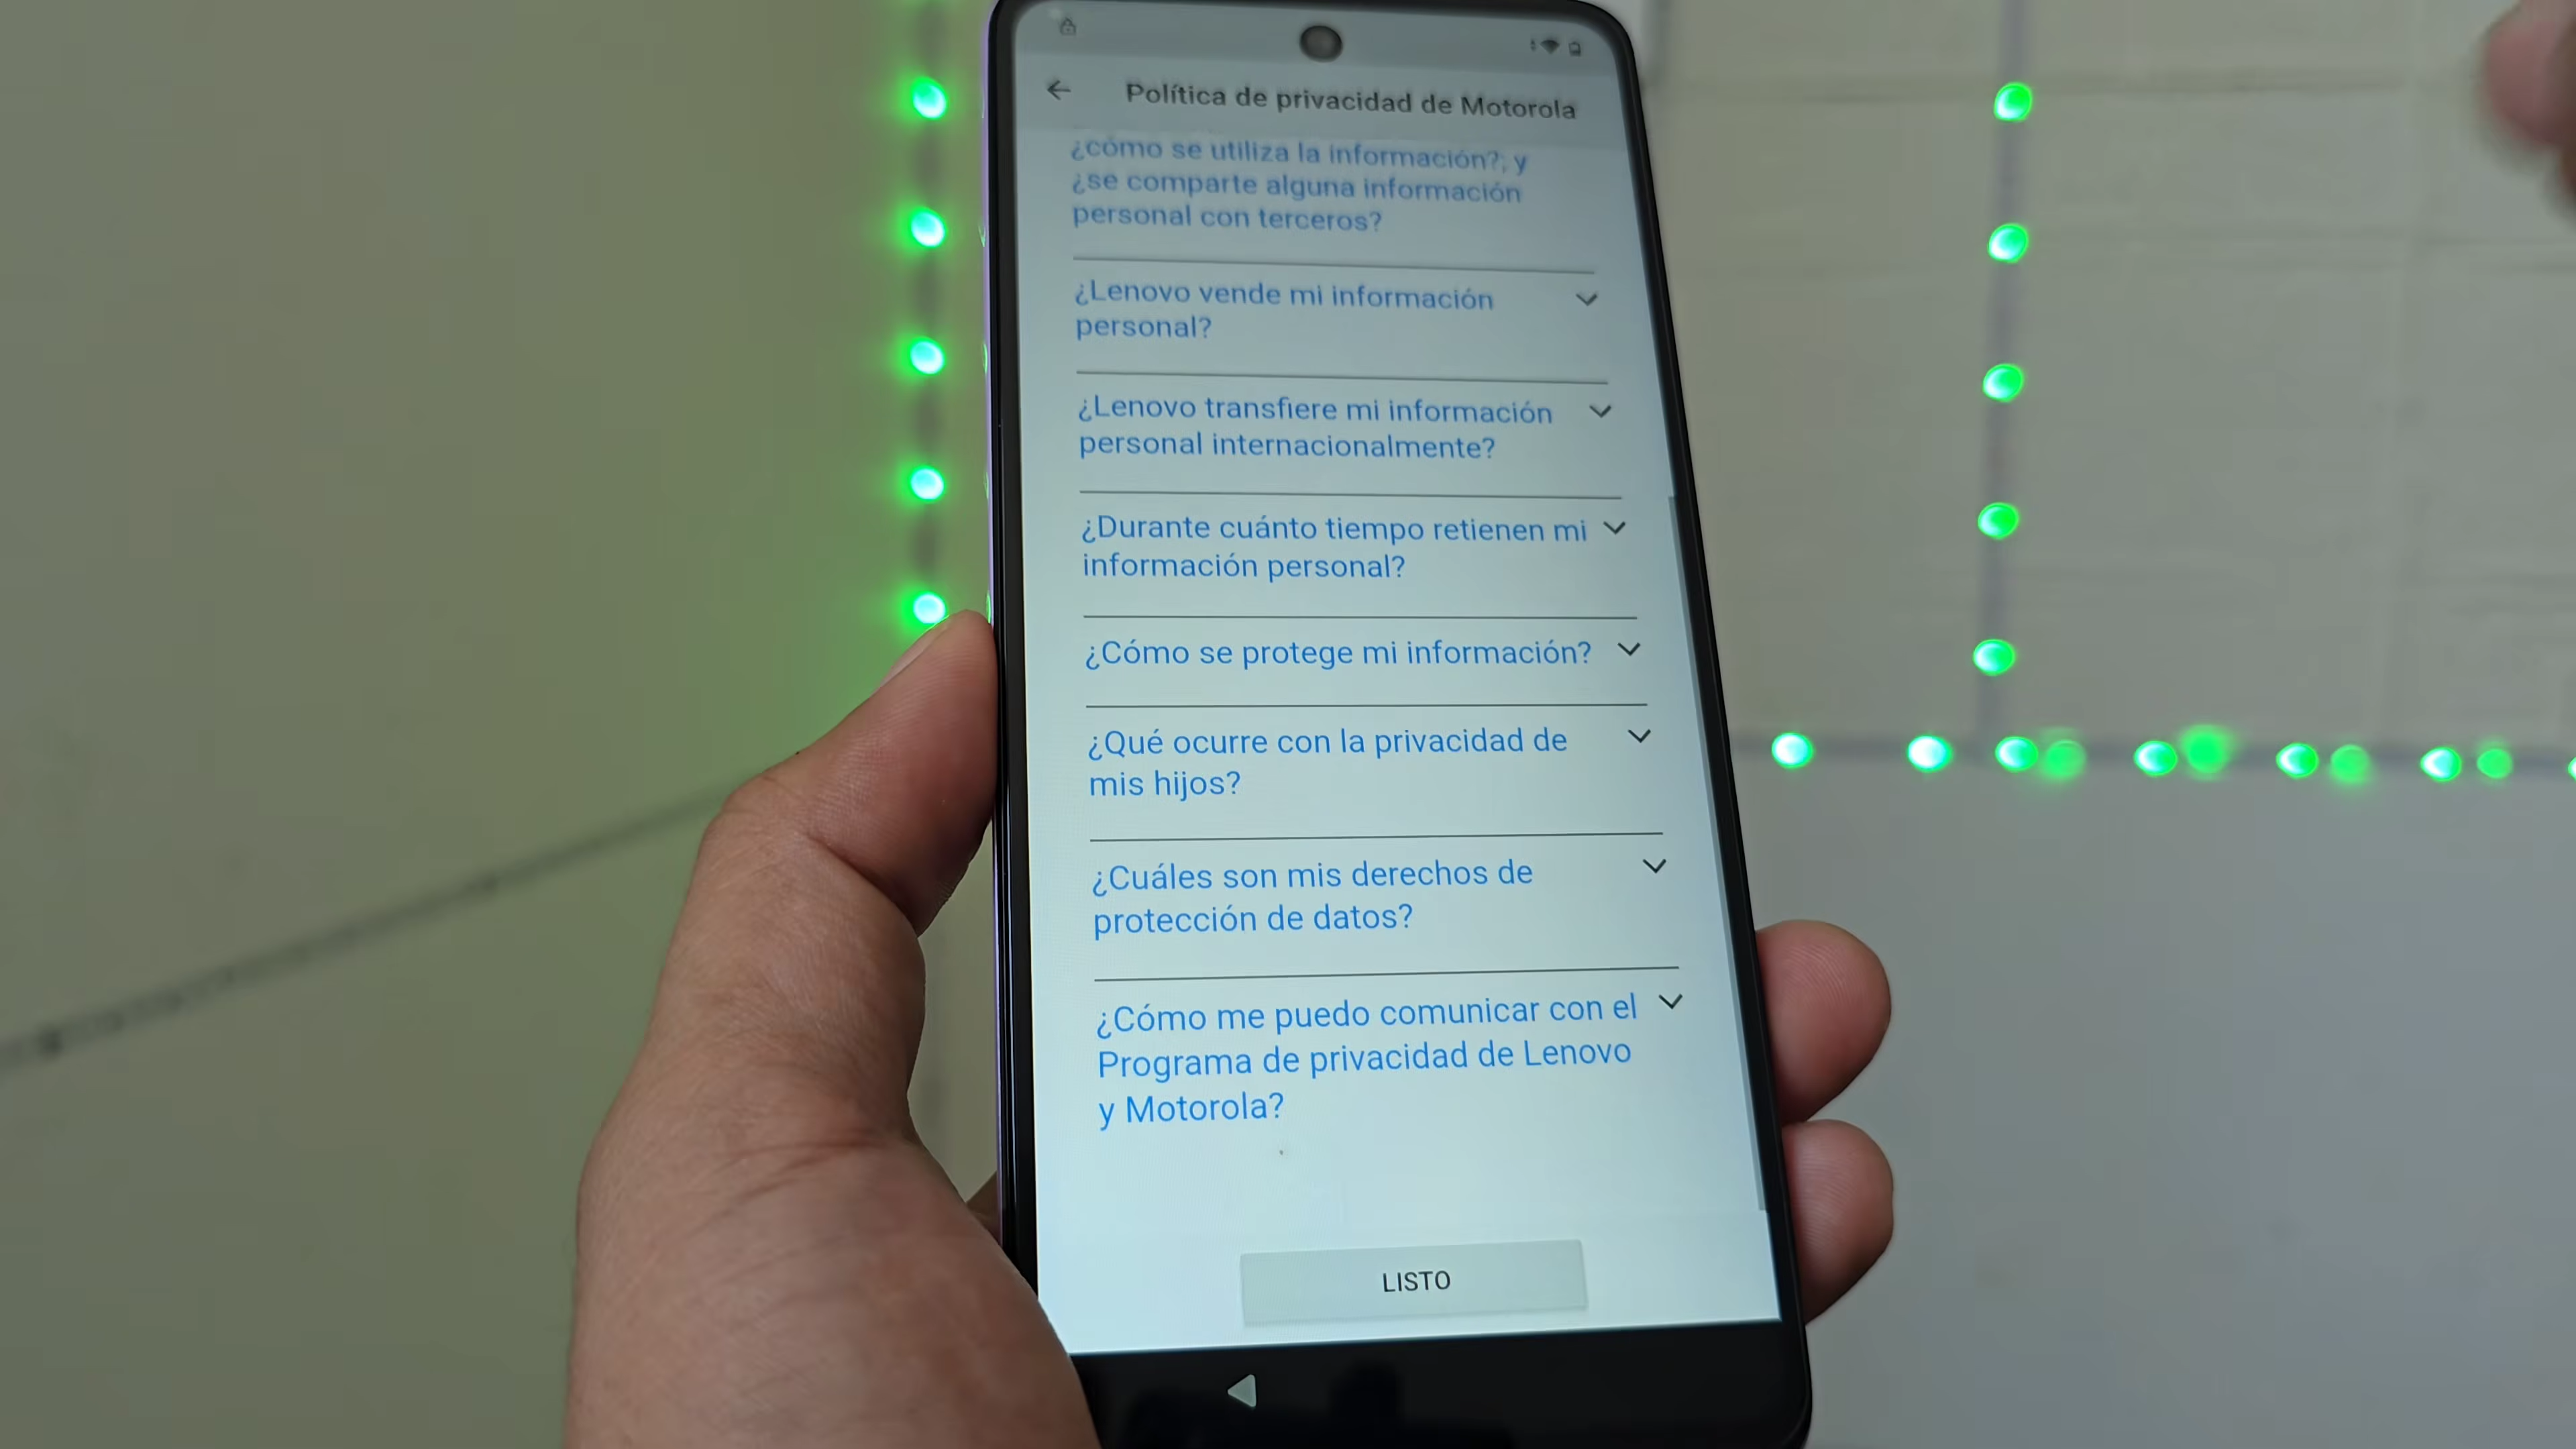 Política de privacidad de Motorola
¿cómo se utiliza la información?; y
¿se comparte alguna información
personal con terceros?
¿Lenovo vende mi información
personal?
¿Lenovo transfiere mi información
personal internacionalmente?
¿Durante cuánto tiempo retienen mi
información personal?
¿Cómo se protege mi información?
¿Qué ocurre con la privacidad de
mis hijos?
¿Cuáles son mis derechos de
protección de datos?
¿Cómo me puedo comunicar con el
Programa de privacidad de Lenovo
y Motorola?
LISTO